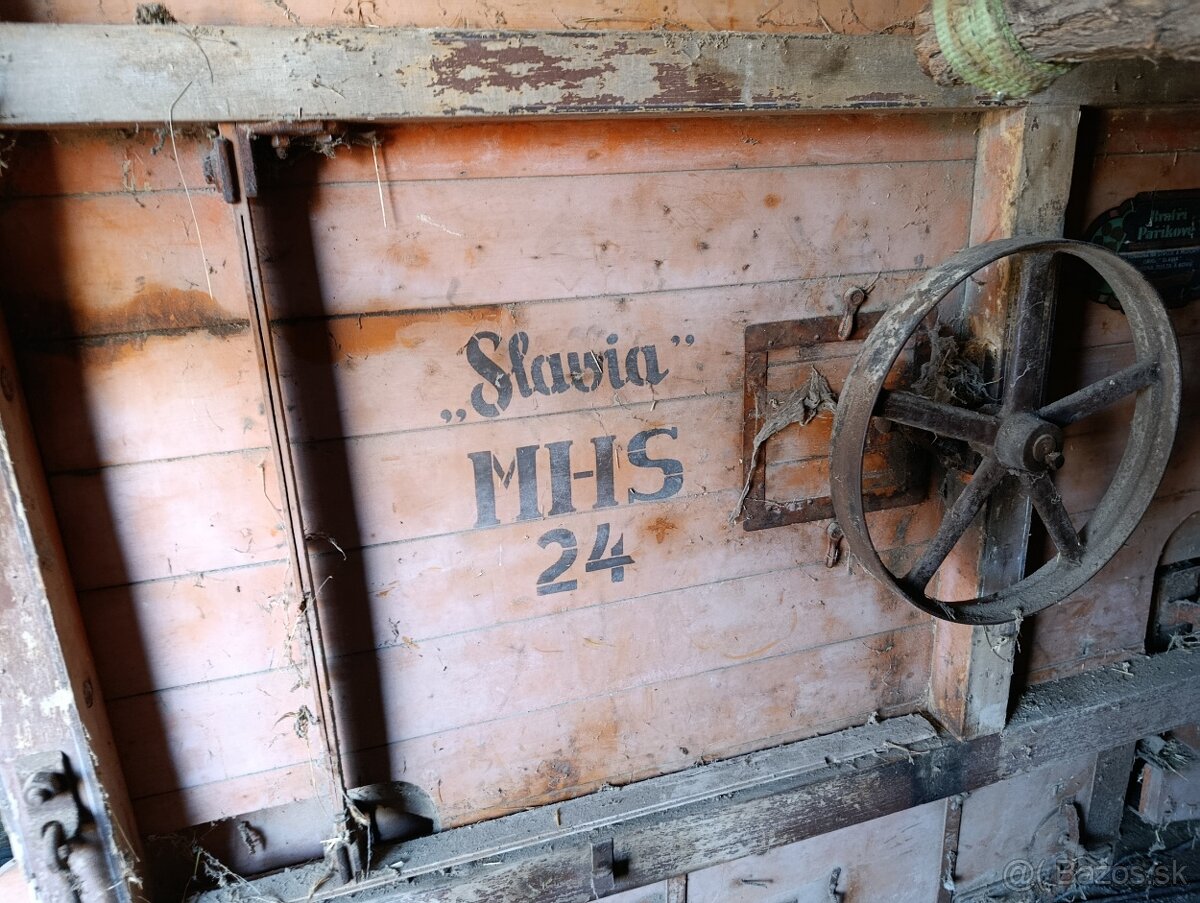 „Slavia”
MHS
24
Bratři
Paříkové
@(Bazos.sk